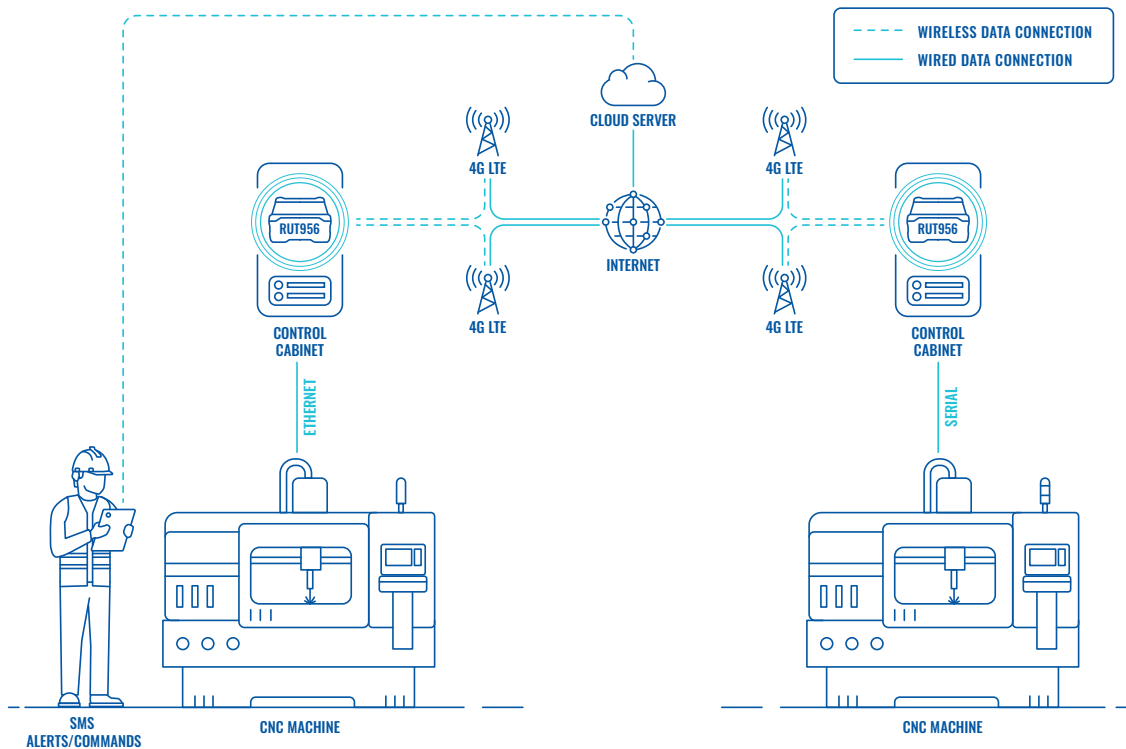 WIRELESS DATA CONNECTION
WIRED DATA CONNECTION
CLOUD SERVER
4G LTE
4G LTE
RUT956
RUT956
INTERNET
4G LTE
4G LTE
CONTROL
CABINET
CONTROL
CABINET
ETHERNET
SERIAL
SMS
ALERTS/COMMANDS
CNC MACHINE
CNC MACHINE